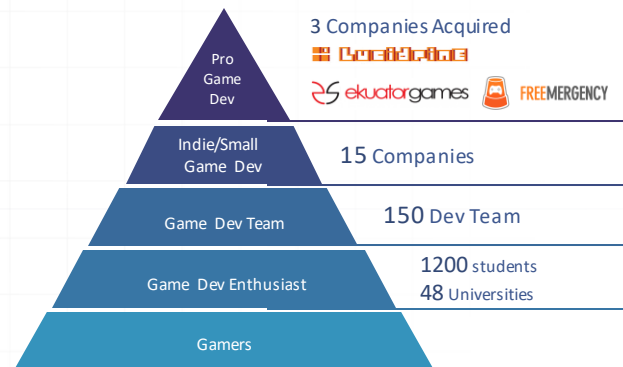 3 Companies Acquired
Pro
Game
Dev
ekuatorgames FREEMERGENCY
Indie/Small
Game Dev
15 Companies
Game Dev Team
150 Dev Team
Game Dev Enthusiast
1200 students
48 Universities
Gamers